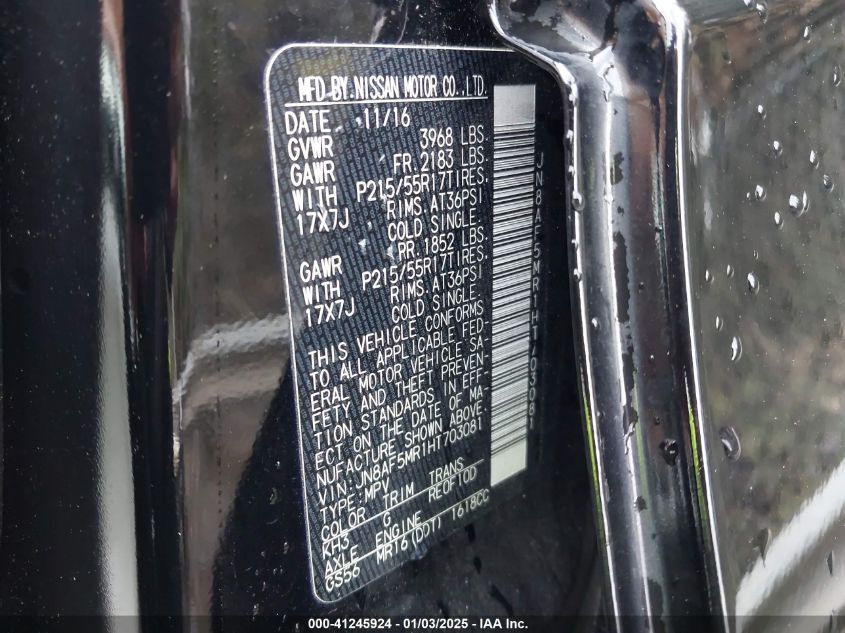 MFD BY NISSAN MOTOR CO.,LTD.
DATE 11/16
GVWR 3968 LBS.
GAWR FR 2183 LBS.
WITH P215/55R17TIRES.
17X7J RIMS.AT36PSI
COLD SINGLE.
GAWR PR.1852 LBS.
WITH P215/55R17TIRES.
17X7J RIMS.AT36PSI
COLD SINGLE.
THIS VEHICLE CONFORMS
TO ALL APPLICABLE FED-
ERAL MOTOR VEHICLE SA-
FETY AND THEFT PREVEN-
TION STANDARDS IN EFF-
ECT ON THE DATE OF MA-
NUFACTURE SHOWN ABOVE.
VIN:JN8AF5MR1HT703081
TYPE:MPV
COLOR TRIM TRANS
KH3 G RE0F10D
AXLE ENGINE
GS56 MR16(DDT) 1618CC
JN8AF5MR1HT703081
000-41245924 - 01/03/2025 - IAA Inc.